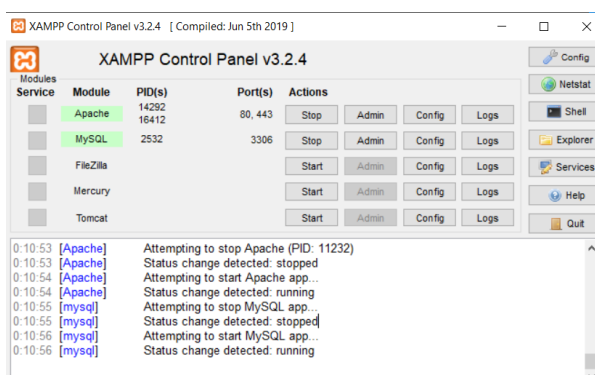 XAMPP Control Panel v3.2.4 [ Compiled: Jun 5th 2019 ]
XAMPP Control Panel v3.2.4
Config
Modules
Service Module PID(s) Port(s) Actions
Netstat
Apache 14292 16412 80, 443 Stop Admin Config Logs
Shell
MySQL 2532 3306 Stop Admin Config Logs
Explorer
FileZilla Start Admin Config Logs
Services
Mercury Start Admin Config Logs
Help
Tomcat Start Admin Config Logs
Quit
0:10:53 [Apache] Attempting to stop Apache (PID: 11232)
0:10:53 [Apache] Status change detected: stopped
0:10:54 [Apache] Attempting to start Apache app...
0:10:54 [Apache] Status change detected: running
0:10:55 [mysql] Attempting to stop MySQL app...
0:10:55 [mysql] Status change detected: stopped
0:10:56 [mysql] Attempting to start MySQL app...
0:10:56 [mysql] Status change detected: running